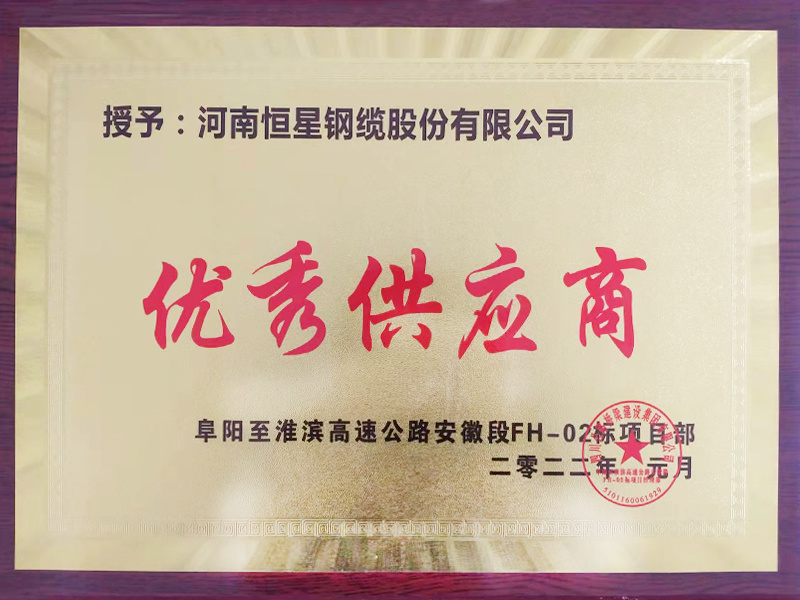 授予：河南恒星钢缆股份有限公司
优秀供应商
阜阳至淮滨高速公路安徽段FH-02标项目部
二零二二年 元月
5101160061029